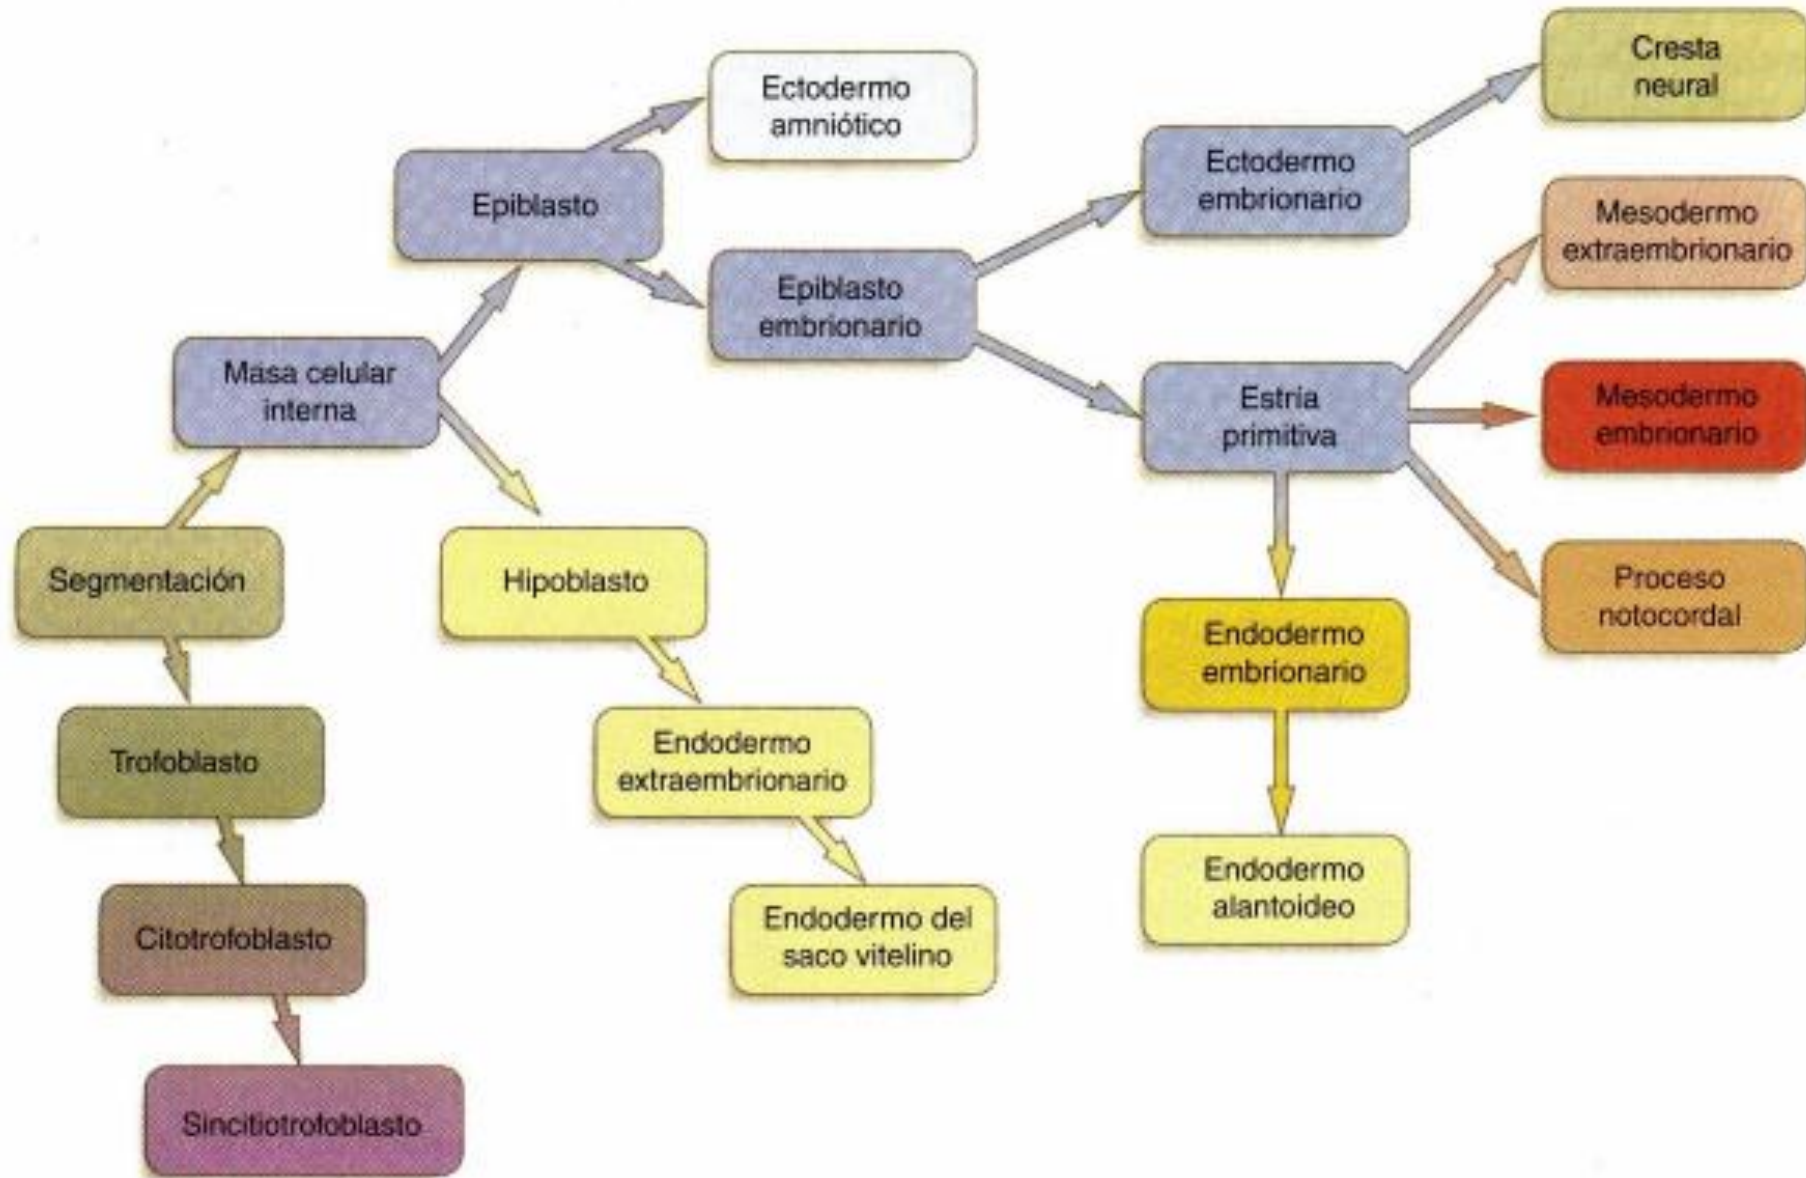 Cresta
neural
Ectodermo
amniótico
Ectodermo
embrionario
Epiblasto
Mesodermo
extraembrionario
Epiblasto
embrionario
Masa celular
interna
Estria
primitiva
Mesodermo
embrionario
Segmentación
Hipoblasto
Proceso
notocordal
Endodermo
embrionario
Trofoblasto
Endodermo
extraembrionario
Endodermo
alantoideo
Citotrofoblasto
Endodermo del
saco vitelino
Sincitiotrofoblasto